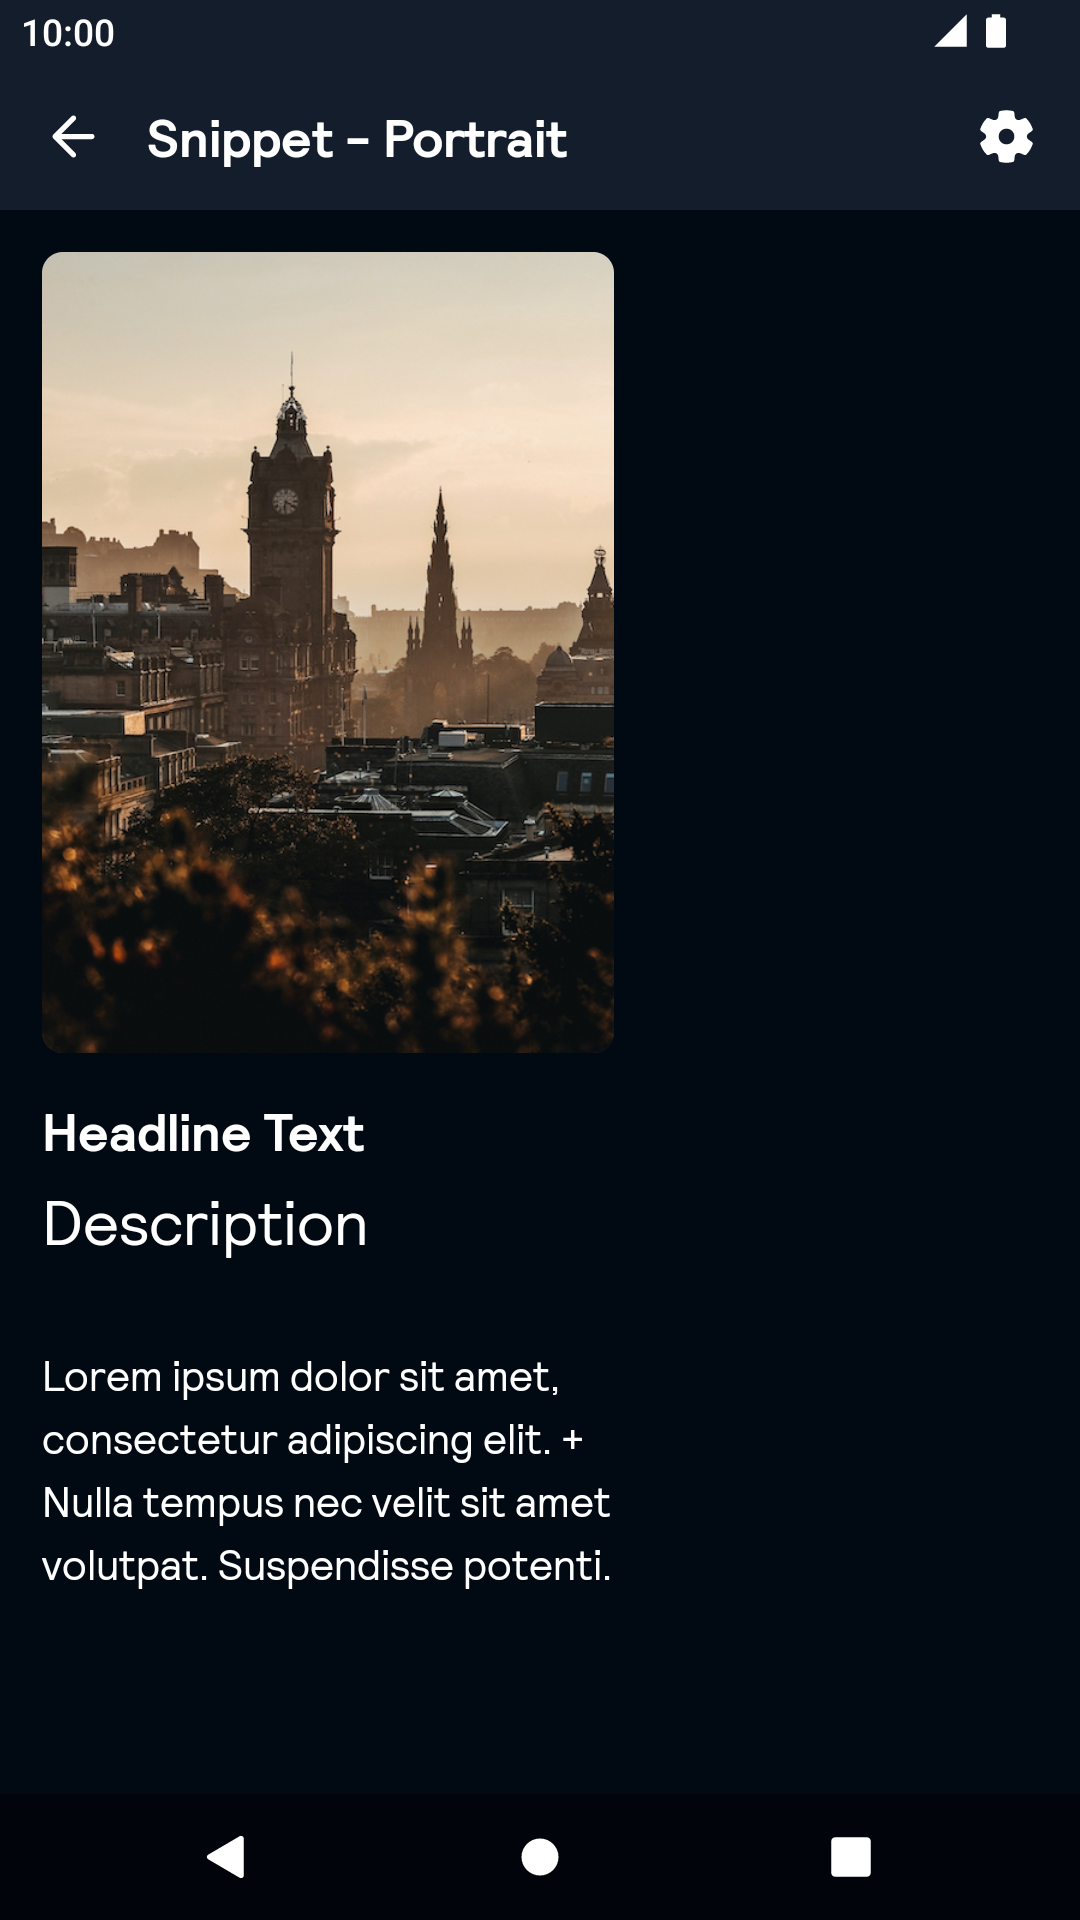 10:00
Snippet - Portrait
Headline Text
Description
Lorem ipsum dolor sit amet,
consectetur adipiscing elit. +
Nulla tempus nec velit sit amet
volutpat. Suspendisse potenti.